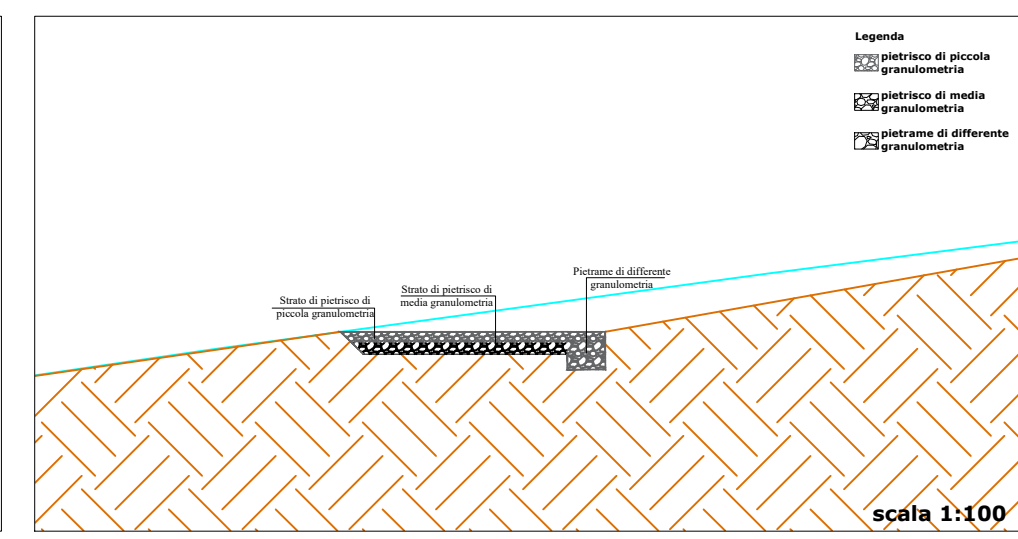 Legenda
pietrisco di piccola
granulometria
pietrisco di media
granulometria
pietrame di differente
granulometria
Pietrame di differente
granulometria
Strato di pietrisco di
media granulometria
Strato di pietrisco di
piccola granulometria
scala 1:100